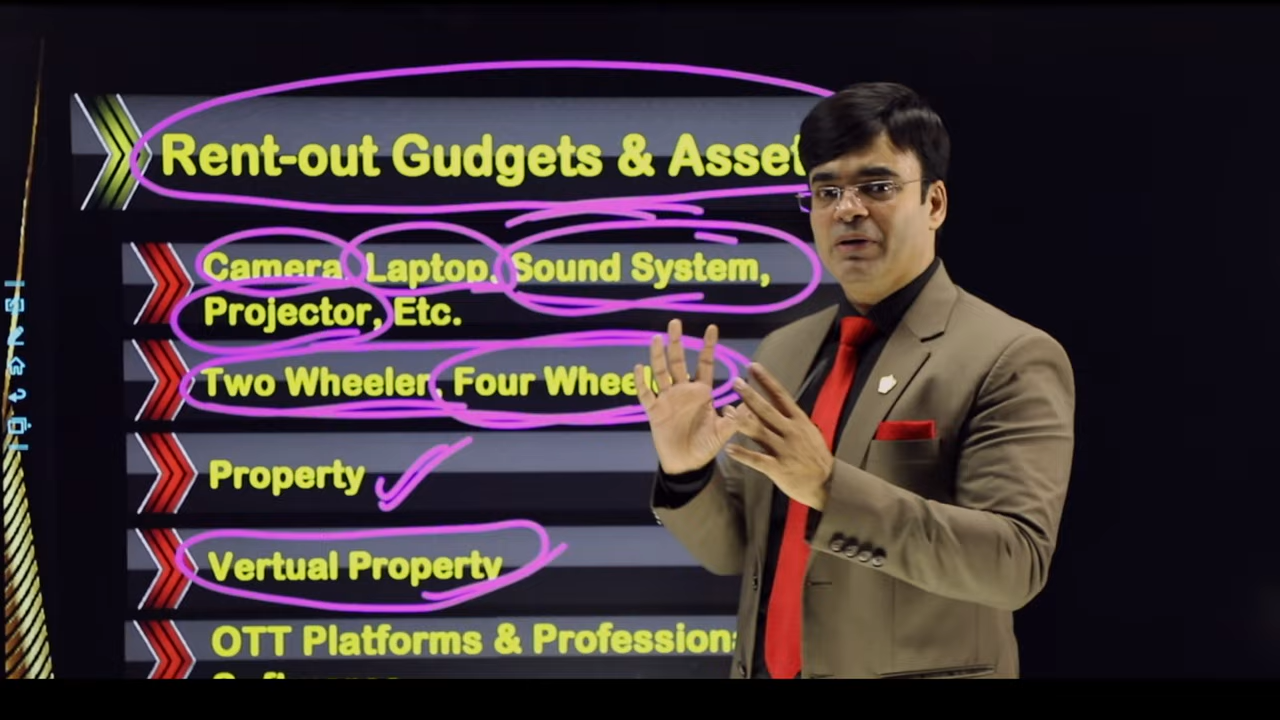 Rent-out Gudgets & Asset
Camera, Laptop, Sound System,
Projector, Etc.
Two Wheeler, Four Wheel
Property
Vertual Property
OTT Platforms & Professiona